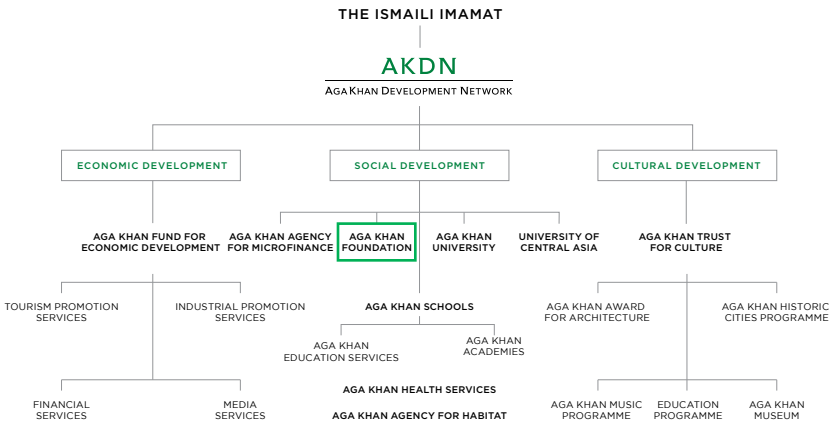 THE ISMAILI IMAMAT
AKDN
AGA KHAN DEVELOPMENT NETWORK
ECONOMIC DEVELOPMENT
SOCIAL DEVELOPMENT
CULTURAL DEVELOPMENT
AGA KHAN FUND FOR
ECONOMIC DEVELOPMENT
AGA KHAN AGENCY
FOR MICROFINANCE
AGA KHAN
FOUNDATION
AGA KHAN
UNIVERSITY
UNIVERSITY OF
CENTRAL ASIA
AGA KHAN TRUST
FOR CULTURE
TOURISM PROMOTION
SERVICES
INDUSTRIAL PROMOTION
SERVICES
AGA KHAN SCHOOLS
AGA KHAN AWARD
FOR ARCHITECTURE
AGA KHAN HISTORIC
CITIES PROGRAMME
AGA KHAN
EDUCATION SERVICES
AGA KHAN
ACADEMIES
AGA KHAN HEALTH SERVICES
FINANCIAL
SERVICES
MEDIA
SERVICES
AGA KHAN AGENCY FOR HABITAT
AGA KHAN MUSIC
PROGRAMME
EDUCATION
PROGRAMME
AGA KHAN
MUSEUM